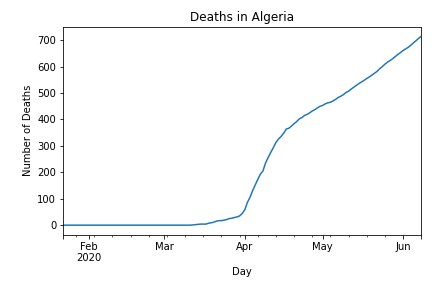 Deaths in Algeria
700
600
500
400
300
200
100
0
Number of Deaths
Feb
2020
Mar
Apr
May
Jun
Day